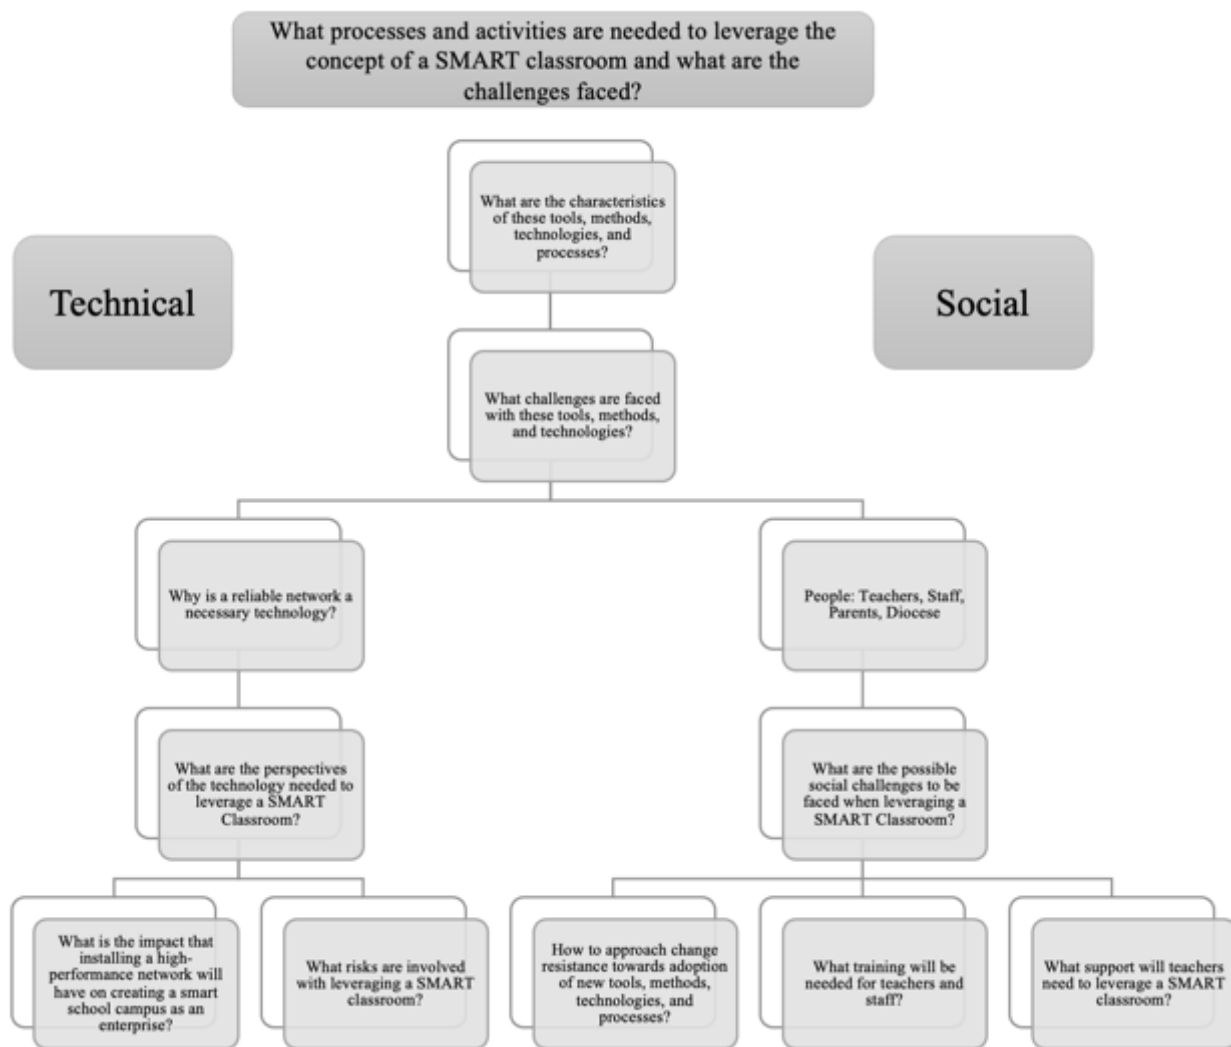 What processes and activities are needed to leverage the
concept of a SMART classroom and what are the
challenges faced?
What are the characteristics
of these tools, methods,
technologies, and
processes?
Technical
Social
What challenges are faced
with these tools, methods,
and technologies?
Why is a reliable network a
necessary technology?
People: Teachers, Staff,
Parents, Diocese
What are the perspectives
of the technology needed to
leverage a SMART
Classroom?
What are the possible
social challenges to be
faced when leveraging a
SMART Classroom?
What is the impact that
installing a high-
performance network will
have on creating a smart
school campus as an
enterprise?
What risks are involved
with leveraging a SMART
classroom?
How to approach change
resistance towards adoption
of new tools, methods,
technologies, and
processes?
What training will be
needed for teachers and
staff?
What support will teachers
need to leverage a SMART
classroom?